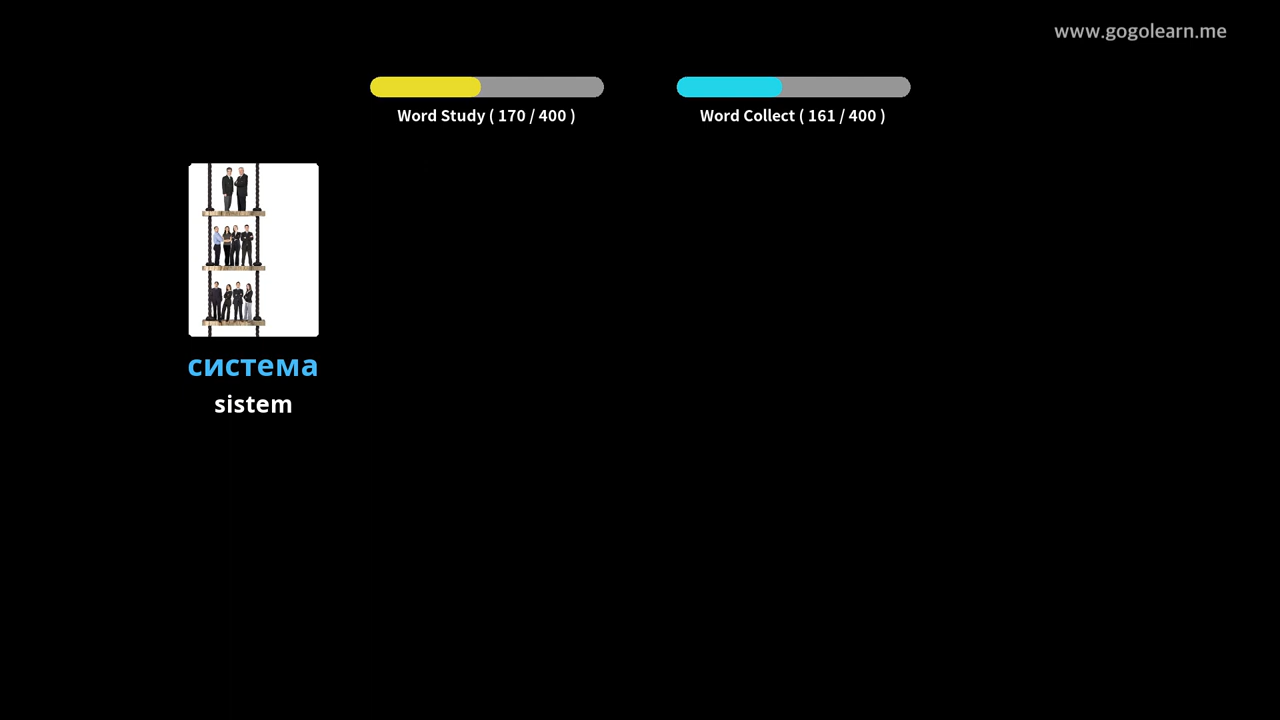 www.gogolearn.me
Word Study ( 170 / 400 )
Word Collect ( 161 / 400 )
система
sistem